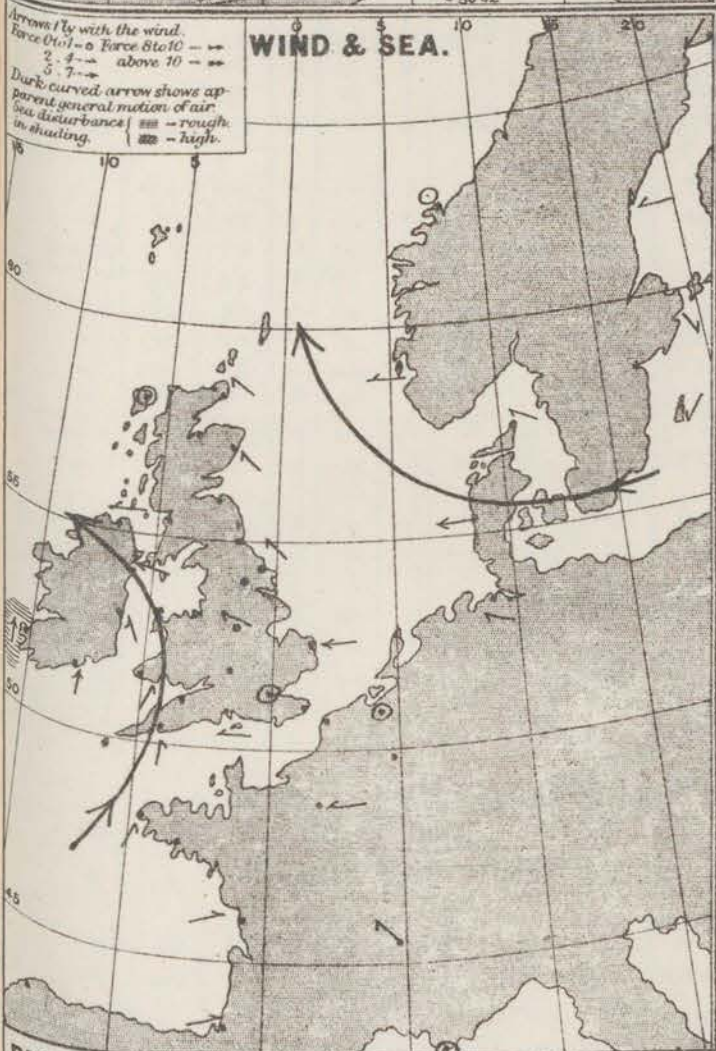 Arrows fly with the wind.
Force 0 to 1 - o Force 8 to 10 -
2 . 4 - above 10 -
5 . 7 -
Dark curved arrow shows ap-
parent general motion of air.
Sea disturbance { - rough.
in shading. { - high.
WIND & SEA.
0 5 10 15 20
15 10 5
60
55
50
45